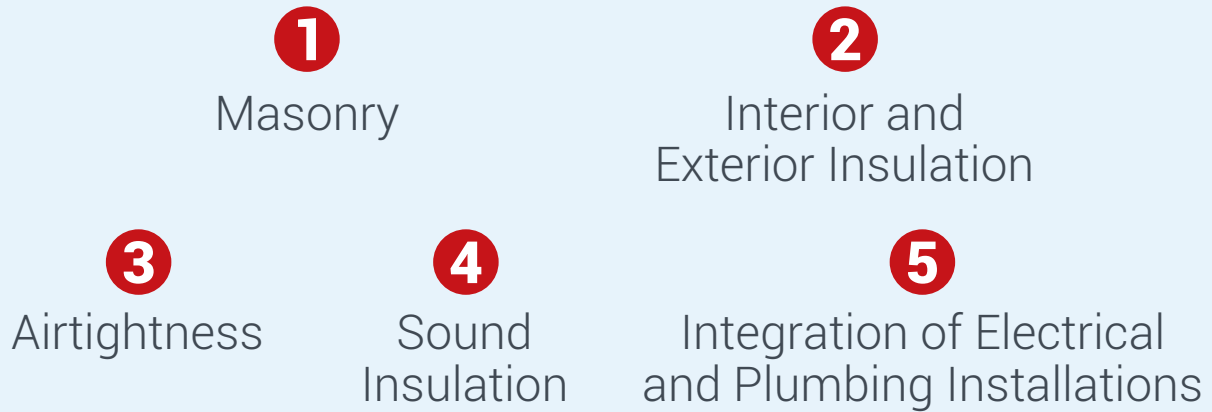 1
Masonry
2
Interior and
Exterior Insulation
3
Airtightness
4
Sound
Insulation
5
Integration of Electrical
and Plumbing Installations